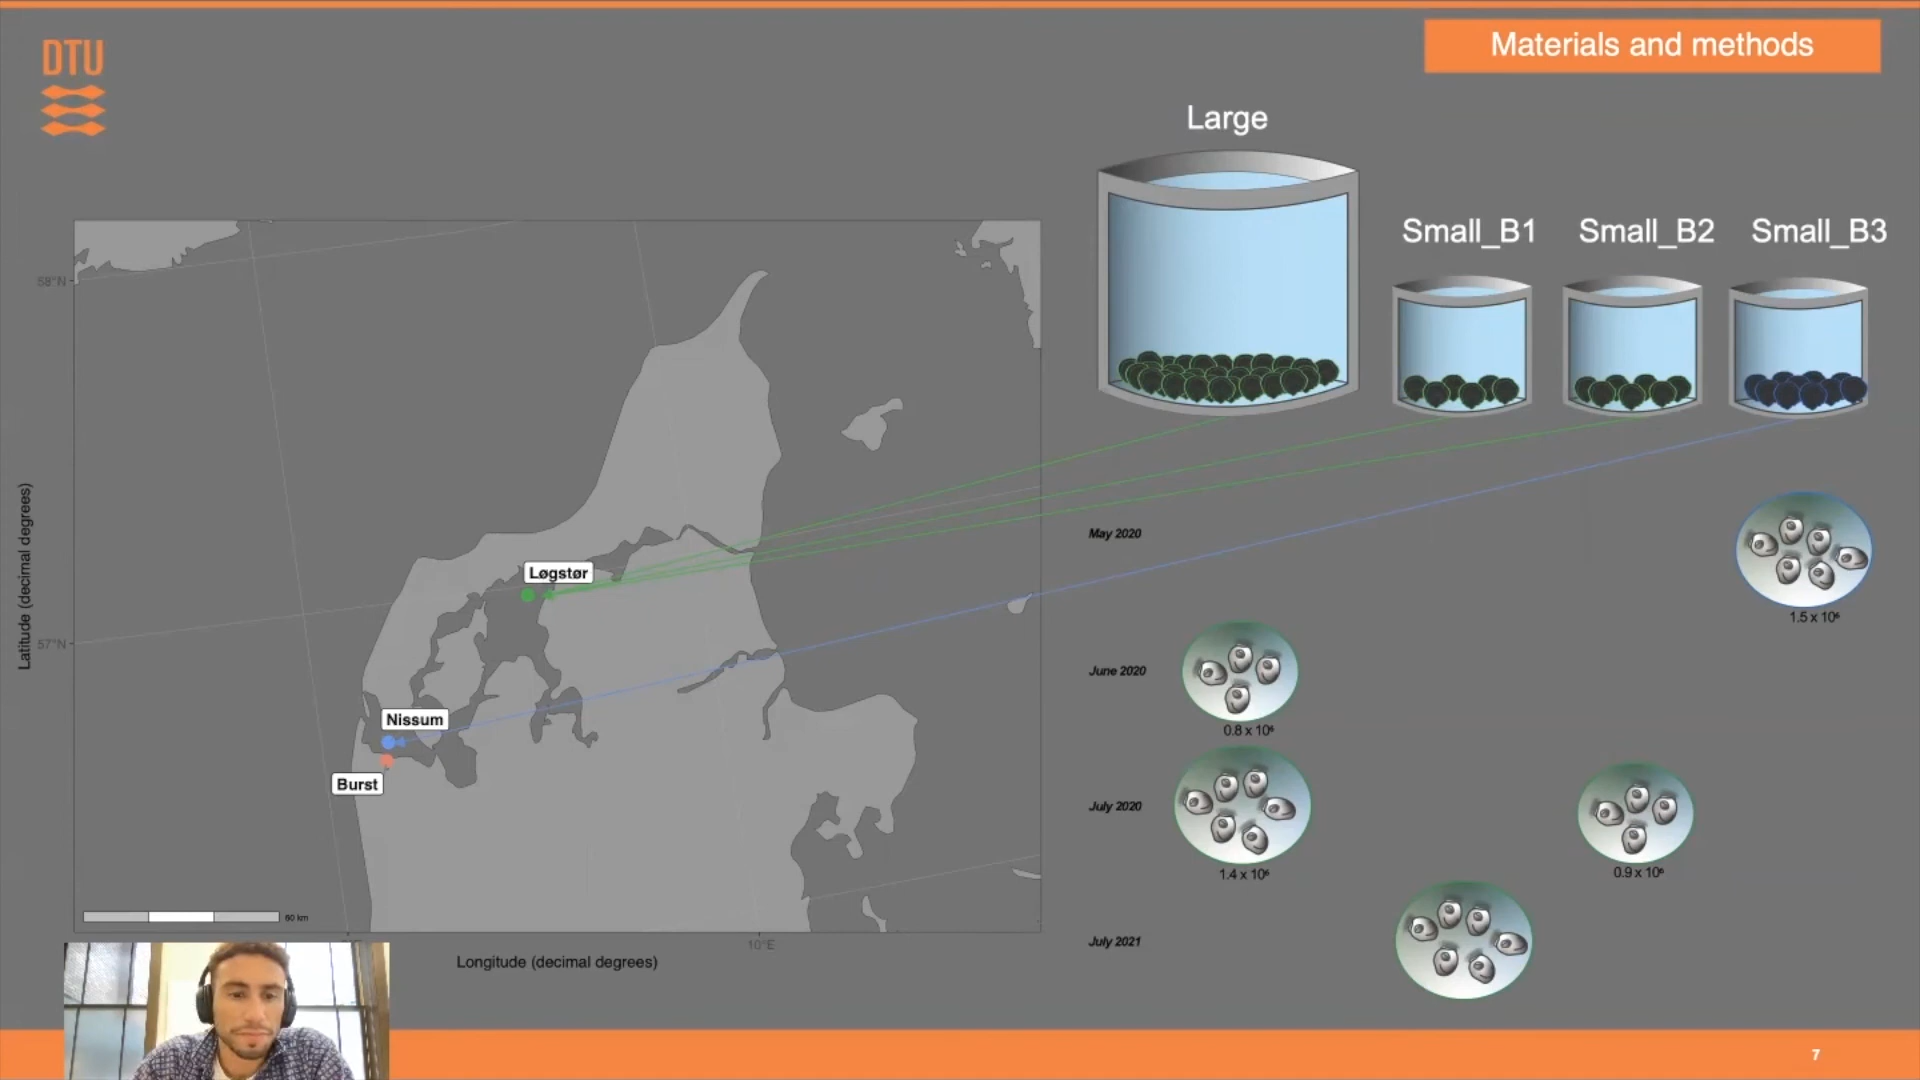 DTU
Materials and methods
Large
Small_B1
Small_B2
Small_B3
58°N
57°N
Latitude (decimal degrees)
Løgstør
Nissum
Burst
60 km
10°E
Longitude (decimal degrees)
May 2020
1.5 x 10⁶
June 2020
0.8 x 10⁶
July 2020
1.4 x 10⁶
0.9 x 10⁶
July 2021
7